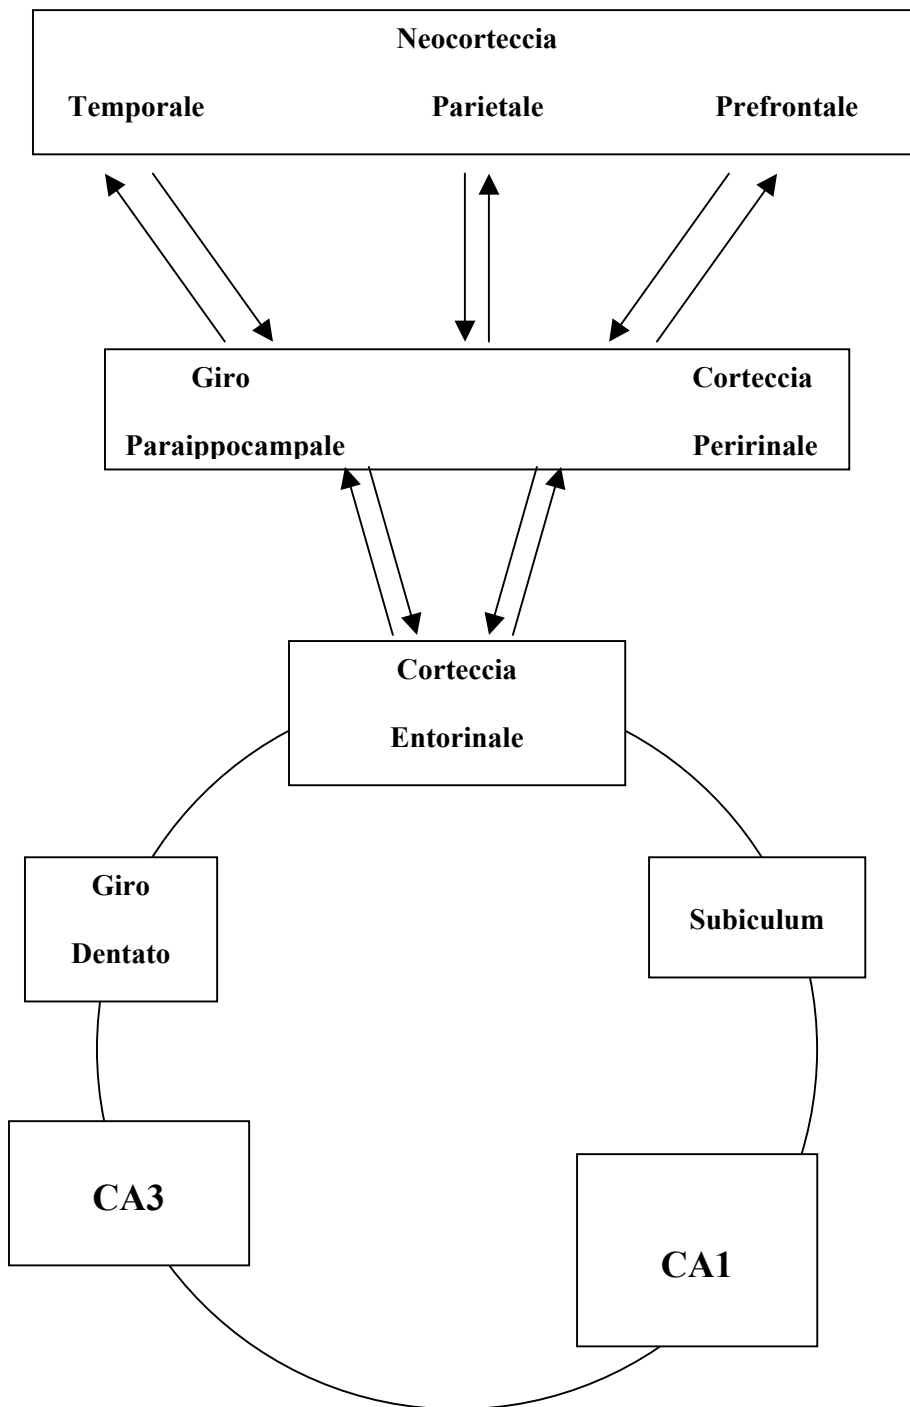 Neocorteccia
Temporale Parietale Prefrontale
Giro Corteccia
Paraippocampale Peririnale
Corteccia
Entorinale
Giro
Dentato
Subiculum
CA3
CA1